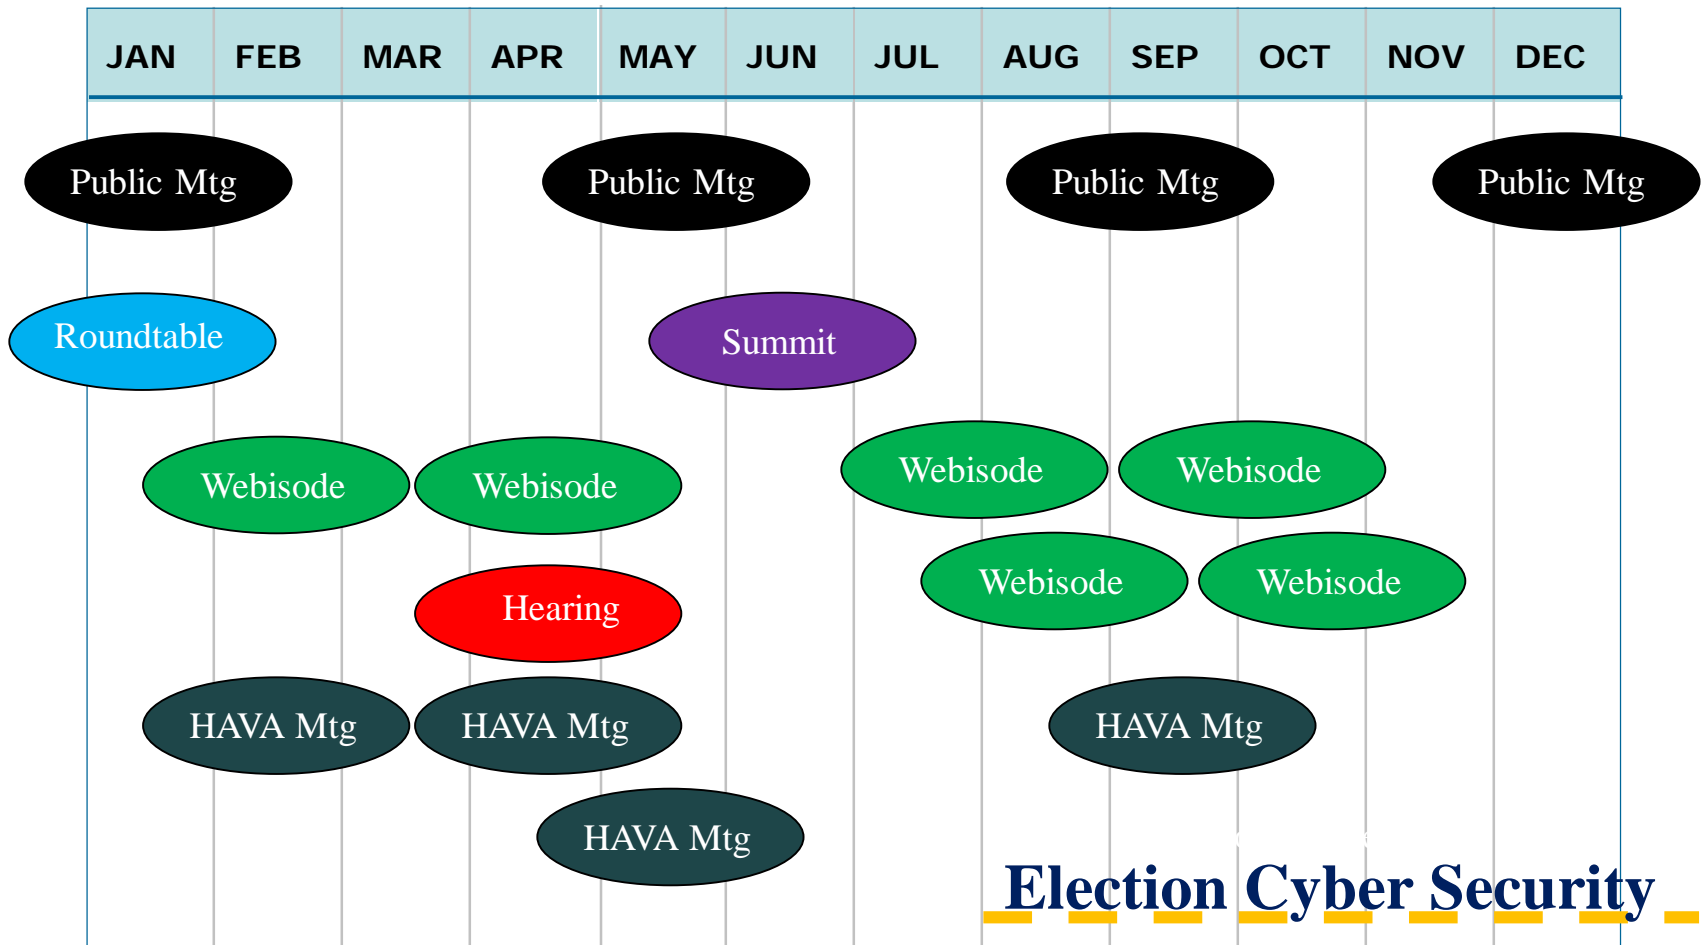 JAN FEB MAR APR MAY JUN JUL AUG SEP OCT NOV DEC
Public Mtg Public Mtg Public Mtg Public Mtg
Roundtable Summit
Webisode Webisode Webisode Webisode
Webisode Webisode
Hearing
HAVA Mtg HAVA Mtg HAVA Mtg
HAVA Mtg
Election Cyber Security